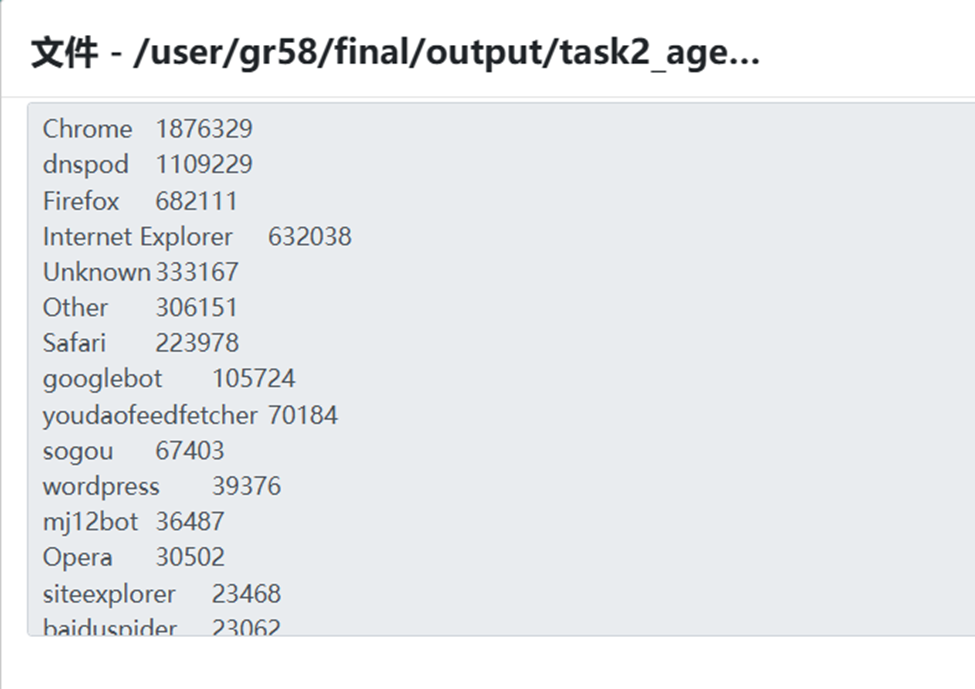 文件 - /user/gr58/final/output/task2_age...
Chrome 1876329
dnspod 1109229
Firefox 682111
Internet Explorer 632038
Unknown 333167
Other 306151
Safari 223978
googlebot 105724
youdaofeedfetcher 70184
sogou 67403
wordpress 39376
mj12bot 36487
Opera 30502
siteexplorer 23468
baiduspider 23062